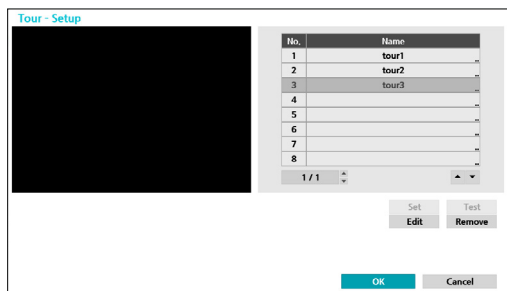 Tour - Setup
No. Name
1 tour1 ..
2 tour2 ..
3 tour3 ..
4 ..
5 ..
6 ..
7 ..
8 ..
1 / 1
Set Test
Edit Remove
OK Cancel